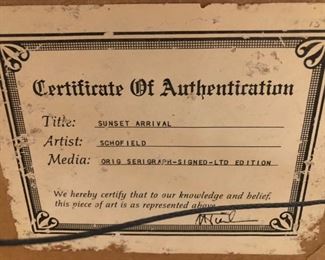 Certificate Of Authentication
Title: SUNSET ARRIVAL
Artist: SCHOFIELD
Media: ORIG SERIGRAPH-SIGNED-LTD EDITION
We hereby certify that to our knowledge and belief,
this piece of art is as represented above.